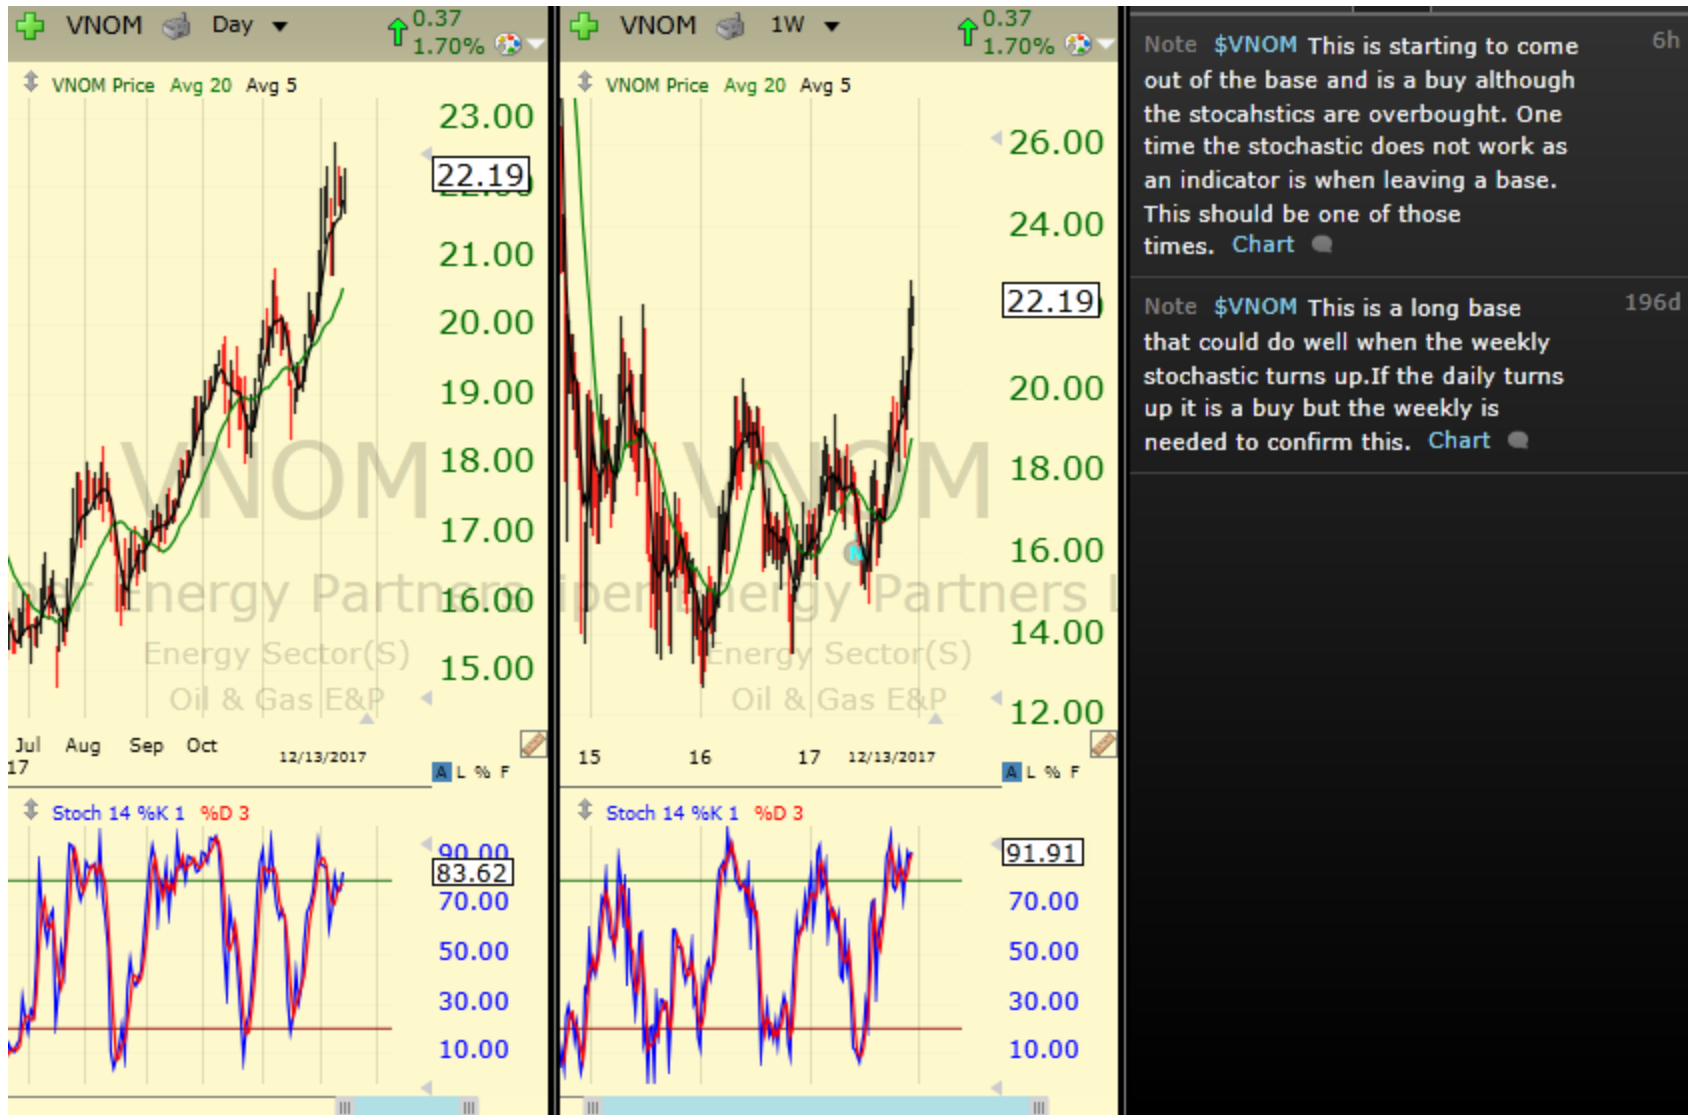 VNOM Day 0.37
1.70%
VNOM Price Avg 20 Avg 5
23.00
22.19
21.00
20.00
19.00
18.00
17.00
16.00
15.00
VNOM
Energy Partners
Energy Sector(S)
Oil & Gas E&P
Jul Aug Sep Oct 12/13/2017
17
A L % F
Stoch 14 %K 1 %D 3
90.00
83.62
70.00
50.00
30.00
10.00
VNOM 1W 0.37
1.70%
VNOM Price Avg 20 Avg 5
26.00
24.00
22.19
20.00
18.00
16.00
14.00
12.00
VNOM
N
iper Energy Partners L
Energy Sector(S)
Oil & Gas E&P
15 16 17 12/13/2017
A L % F
Stoch 14 %K 1 %D 3
91.91
70.00
50.00
30.00
10.00
Note $VNOM This is starting to come 6h
out of the base and is a buy although
the stocahstics are overbought. One
time the stochastic does not work as
an indicator is when leaving a base.
This should be one of those
times. Chart
Note $VNOM This is a long base 196d
that could do well when the weekly
stochastic turns up.If the daily turns
up it is a buy but the weekly is
needed to confirm this. Chart